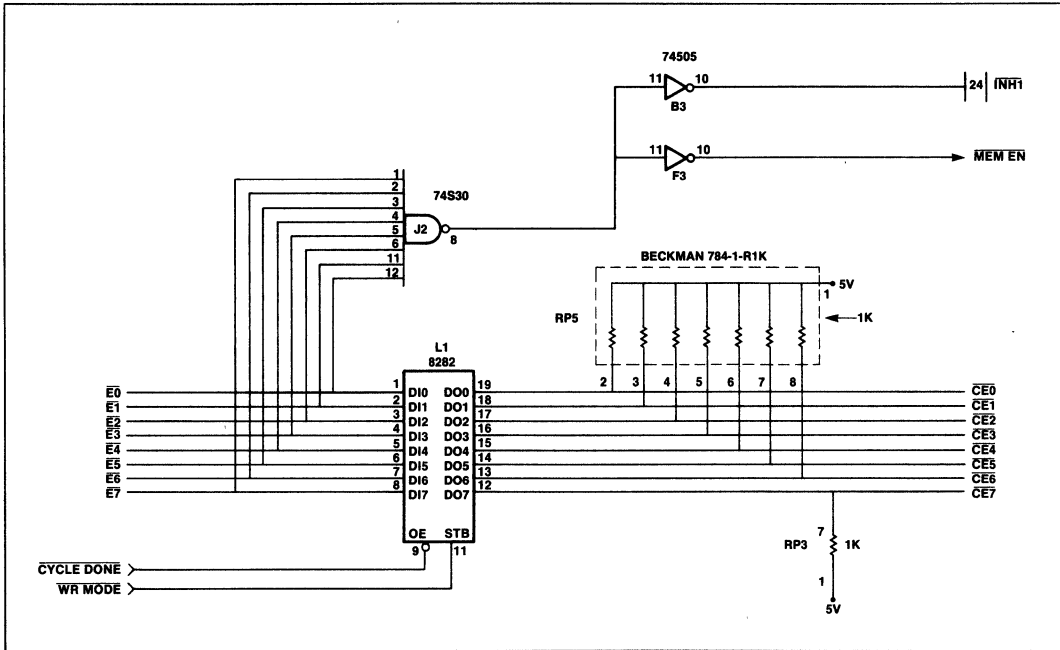 74505
11 10 24 INH1
B3
11 10 MEM EN
F3
1
2
3
4
5
6
11
12
74S30
J2
8
BECKMAN 784-1-R1K
1 5V
RP5
1K
2 3 4 5 6 7 8
L1
8282
E0 1 DI0 DO0 19 CE0
E1 2 DI1 DO1 18 CE1
E2 3 DI2 DO2 17 CE2
E3 4 DI3 DO3 16 CE3
E4 5 DI4 DO4 15 CE4
E5 6 DI5 DO5 14 CE5
E6 7 DI6 DO6 13 CE6
E7 8 DI7 DO7 12 CE7
OE STB
9 11
CYCLE DONE
WR MODE
7
RP3 1K
1
5V